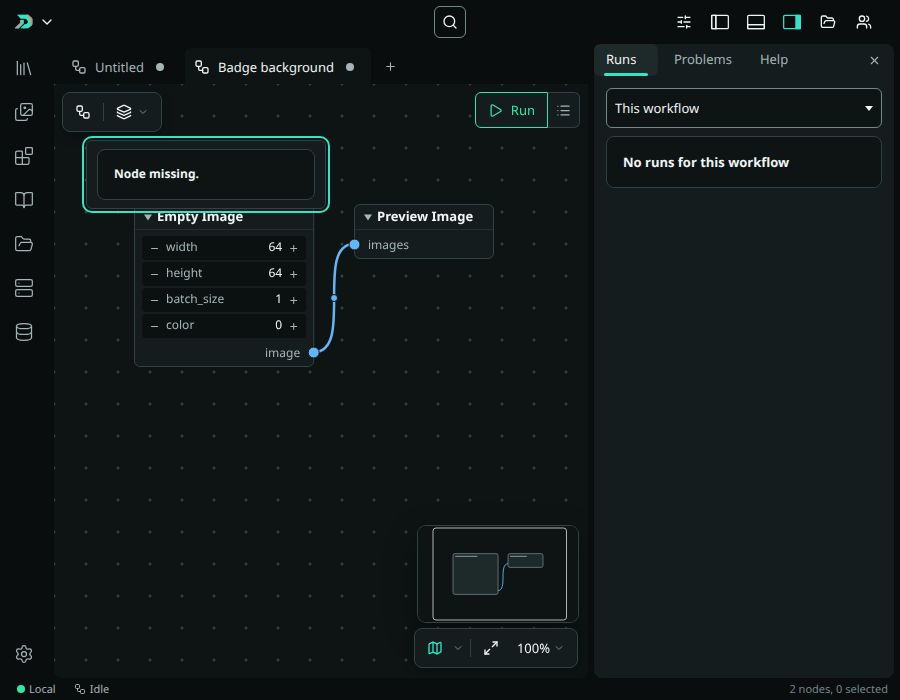 Untitled
Badge background
Runs
Problems
Help
Run
This workflow
No runs for this workflow
Node missing.
Empty Image
Preview Image
width 64
images
height 64
batch_size 1
color 0
image
100%
Local
Idle
2 nodes, 0 selected